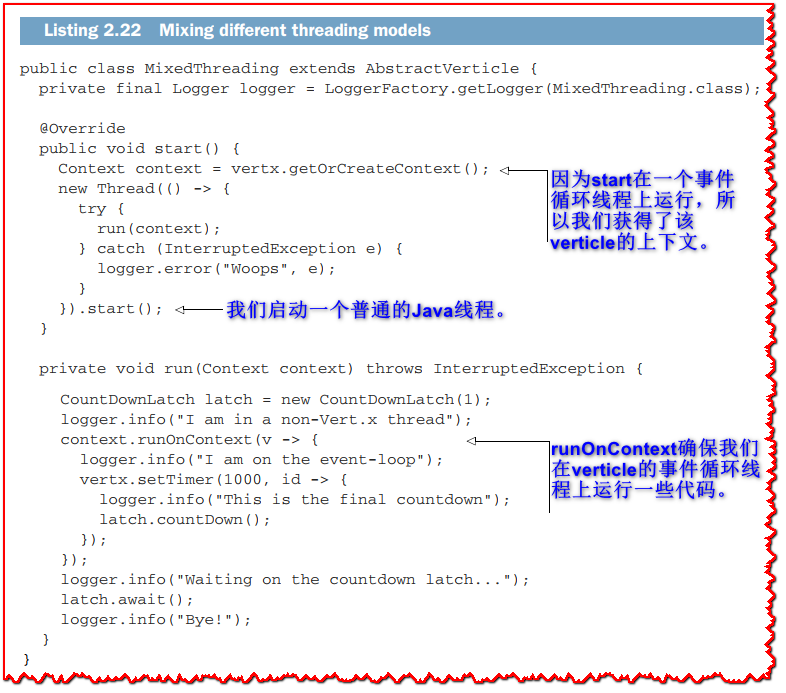 Listing 2.22 Mixing different threading models
public class MixedThreading extends AbstractVerticle {
private final Logger logger = LoggerFactory.getLogger(MixedThreading.class);
@Override
public void start() {
Context context = vertx.getOrCreateContext();
因为start在一个事件
循环线程上运行，所
以我们获得了该
verticle的上下文。
new Thread(() -> {
try {
run(context);
} catch (InterruptedException e) {
logger.error("Woops", e);
}
}).start();
我们启动一个普通的Java线程。
}
private void run(Context context) throws InterruptedException {
CountDownLatch latch = new CountDownLatch(1);
logger.info("I am in a non-Vert.x thread");
context.runOnContext(v -> {
runOnContext确保我们
在verticle的事件循环线
程上运行一些代码。
logger.info("I am on the event-loop");
vertx.setTimer(1000, id -> {
logger.info("This is the final countdown");
latch.countDown();
});
});
logger.info("Waiting on the countdown latch...");
latch.await();
logger.info("Bye!");
}
}